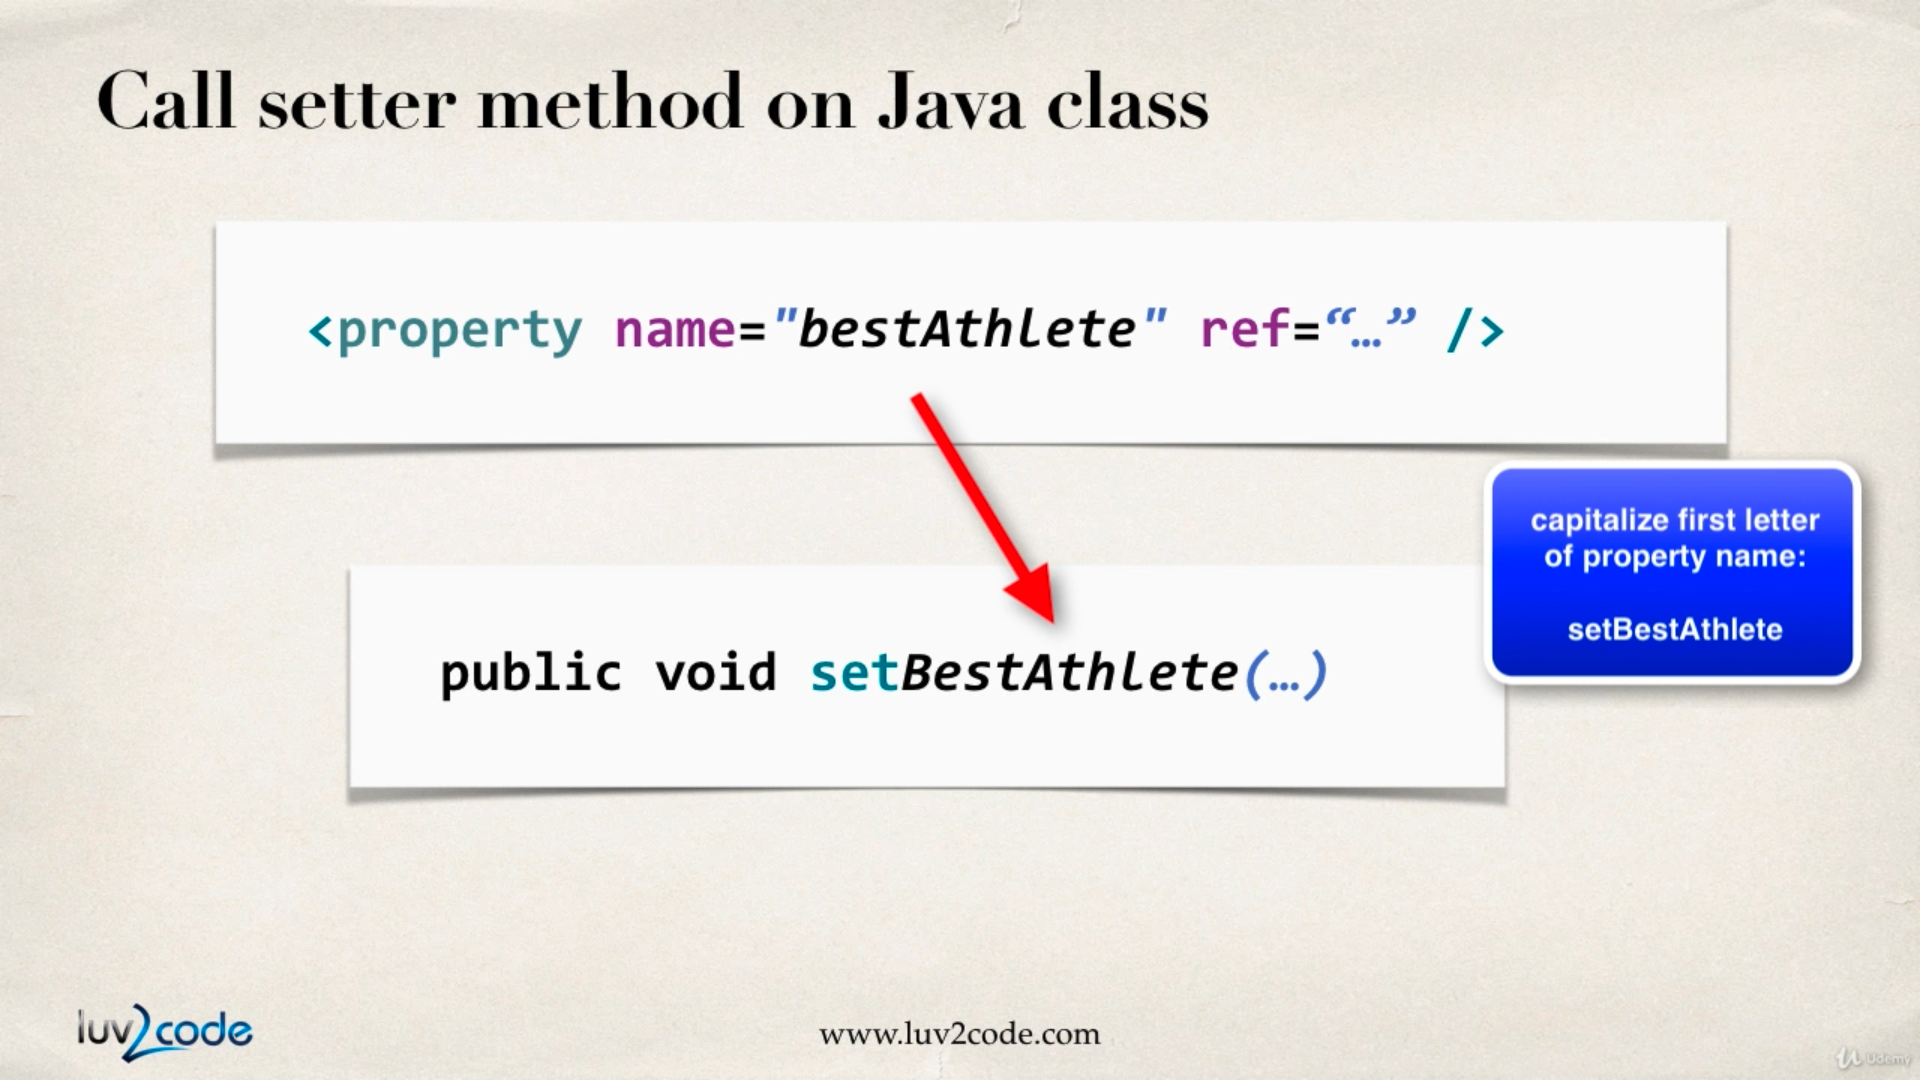 Call setter method on Java class
<property name="bestAthlete" ref=“…” />
capitalize first letter
of property name:
setBestAthlete
public void setBestAthlete(…)
luv2code
www.luv2code.com
Udemy